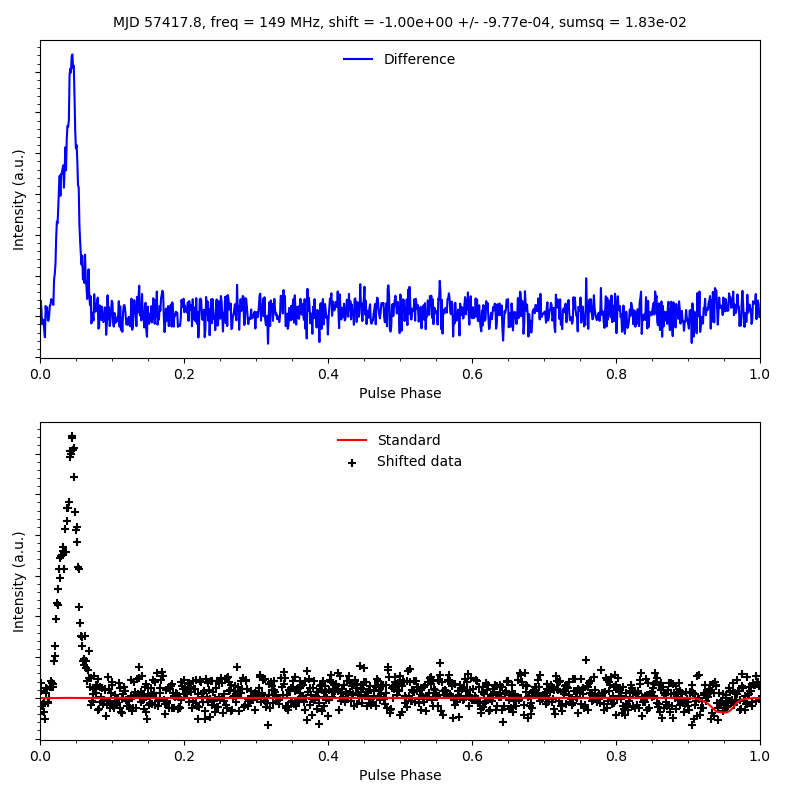 MJD 57417.8, freq = 149 MHz, shift = -1.00e+00 +/- -9.77e-04, sumsq = 1.83e-02
Difference
Intensity (a.u.)
0.0 0.2 0.4 0.6 0.8 1.0
Pulse Phase
Standard
Shifted data
Intensity (a.u.)
0.0 0.2 0.4 0.6 0.8 1.0
Pulse Phase